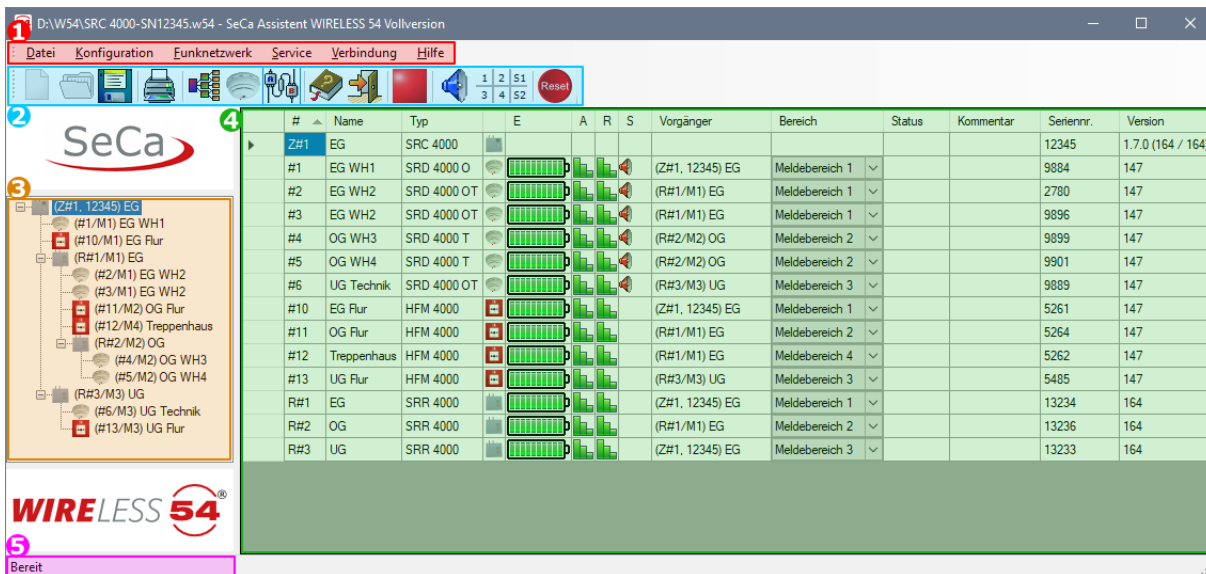 D:\W54\SRC 4000-SN12345.w54 - SeCa Assistent WIRELESS 54 Vollversion
1
Datei Konfiguration Funknetzwerk Service Verbindung Hilfe
1 2 S1
3 4 S2
Reset
2
SeCa
3
(Z#1, 12345) EG
(#1/M1) EG WH1
(#10/M1) EG Flur
(R#1/M1) EG
(#2/M1) EG WH2
(#3/M1) EG WH2
(#11/M2) OG Flur
(#12/M4) Treppenhaus
(R#2/M2) OG
(#4/M2) OG WH3
(#5/M2) OG WH4
(R#3/M3) UG
(#6/M3) UG Technik
(#13/M3) UG Flur
WIRELESS 54®
4
# Name Typ E A R S Vorgänger Bereich Status Kommentar Seriennr. Version
Z#1 EG SRC 4000 12345 1.7.0 (164 / 164
#1 EG WH1 SRD 4000 O (Z#1, 12345) EG Meldebereich 1 9884 147
#2 EG WH2 SRD 4000 OT (R#1/M1) EG Meldebereich 1 2780 147
#3 EG WH2 SRD 4000 OT (R#1/M1) EG Meldebereich 1 9896 147
#4 OG WH3 SRD 4000 T (R#2/M2) OG Meldebereich 2 9899 147
#5 OG WH4 SRD 4000 T (R#2/M2) OG Meldebereich 2 9901 147
#6 UG Technik SRD 4000 OT (R#3/M3) UG Meldebereich 3 9889 147
#10 EG Flur HFM 4000 (Z#1, 12345) EG Meldebereich 1 5261 147
#11 OG Flur HFM 4000 (R#1/M1) EG Meldebereich 2 5264 147
#12 Treppenhaus HFM 4000 (R#1/M1) EG Meldebereich 4 5262 147
#13 UG Flur HFM 4000 (R#3/M3) UG Meldebereich 3 5485 147
R#1 EG SRR 4000 (Z#1, 12345) EG Meldebereich 1 13234 164
R#2 OG SRR 4000 (R#1/M1) EG Meldebereich 2 13236 164
R#3 UG SRR 4000 (Z#1, 12345) EG Meldebereich 3 13233 164
5
Bereit